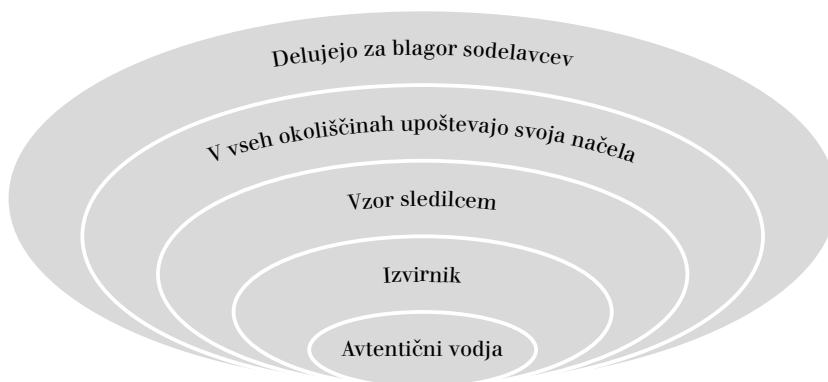 Delujejo za blagor sodelavcev
V vseh okoliščinah upoštevajo svoja načela
Vzor sledilcem
Izvirnik
Avtentični vodja